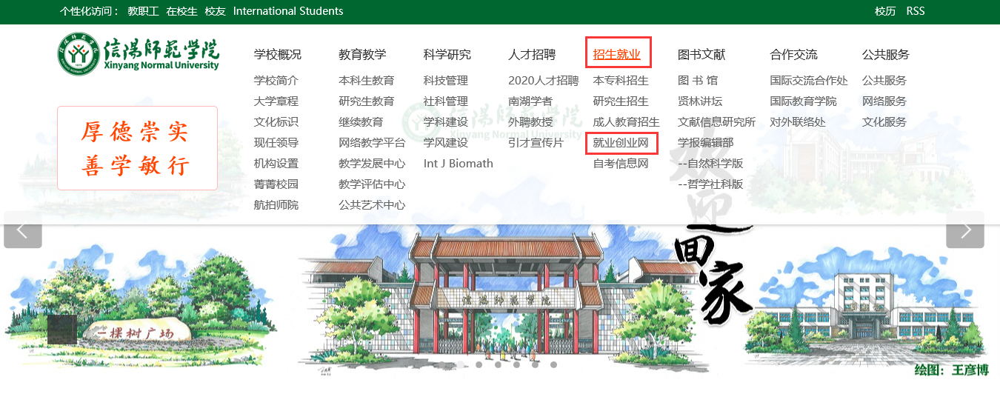 个性化访问： 教职工 在校生 校友 International Students 校历 RSS
信阳师范学院
Xinyang Normal University
学校概况 教育教学 科学研究 人才招聘 招生就业 图书文献 合作交流 公共服务
学校简介 本科生教育 科技管理 2020人才招聘 本专科招生 图 书 馆 国际交流合作处 公共服务
大学章程 研究生教育 社科管理 南湖学者 研究生招生 贤林讲坛 国际教育学院 网络服务
文化标识 继续教育 学科建设 外聘教授 成人教育招生 文献信息研究所 对外联络处 文化服务
现任领导 网络教学平台 学风建设 引才宣传片 就业创业网 学报编辑部
机构设置 教学发展中心 Int J Biomath 自考信息网 --自然科学版
菁菁校园 教学评估中心 --哲学社科版
航拍师院 公共艺术中心
厚德崇实
善学敏行
信阳師范学院
Xinyang Normal University
欢迎回家
一棵树广场
信阳师范学院
绘图：王彦博